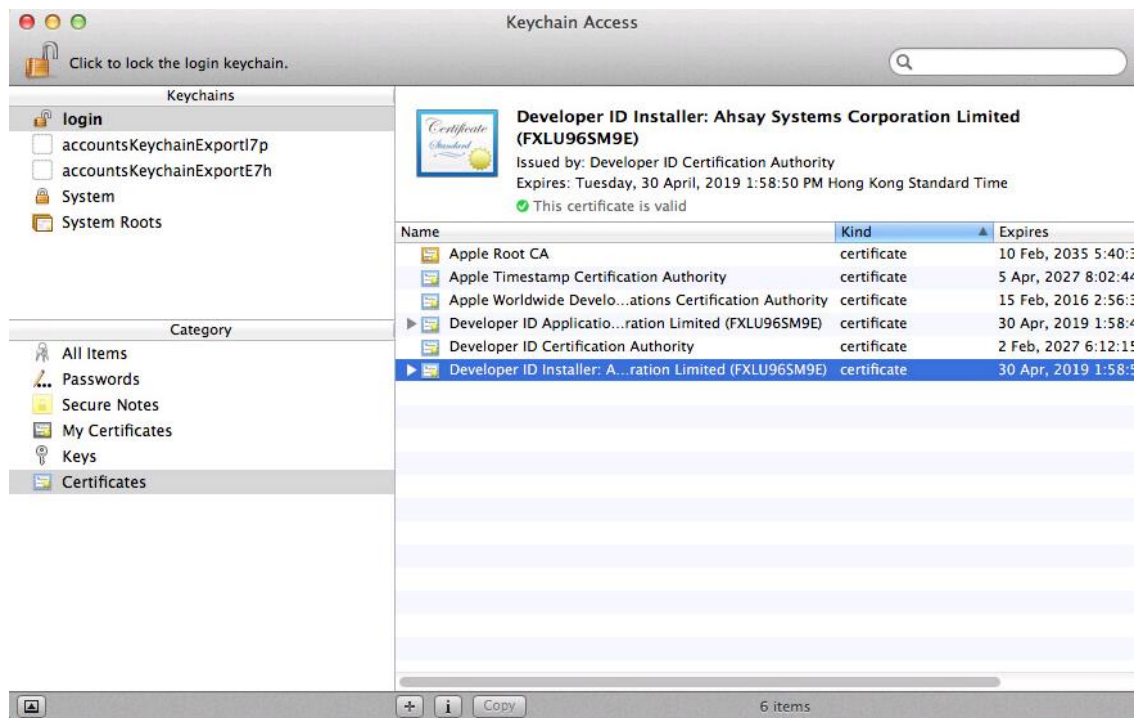 Keychain Access
Click to lock the login keychain.
Keychains
login
accountsKeychainExportI7p
accountsKeychainExportE7h
System
System Roots
Category
All Items
Passwords
Secure Notes
My Certificates
Keys
Certificates
Certificate
Standard
Developer ID Installer: Ahsay Systems Corporation Limited
(FXLU96SM9E)
Issued by: Developer ID Certification Authority
Expires: Tuesday, 30 April, 2019 1:58:50 PM Hong Kong Standard Time
This certificate is valid
Name Kind Expires
Apple Root CA certificate 10 Feb, 2035 5:40:3
Apple Timestamp Certification Authority certificate 5 Apr, 2027 8:02:44
Apple Worldwide Develo...ations Certification Authority certificate 15 Feb, 2016 2:56:3
Developer ID Applicatio...ration Limited (FXLU96SM9E) certificate 30 Apr, 2019 1:58:4
Developer ID Certification Authority certificate 2 Feb, 2027 6:12:15
Developer ID Installer: A...ration Limited (FXLU96SM9E) certificate 30 Apr, 2019 1:58:5
+ i Copy 6 items